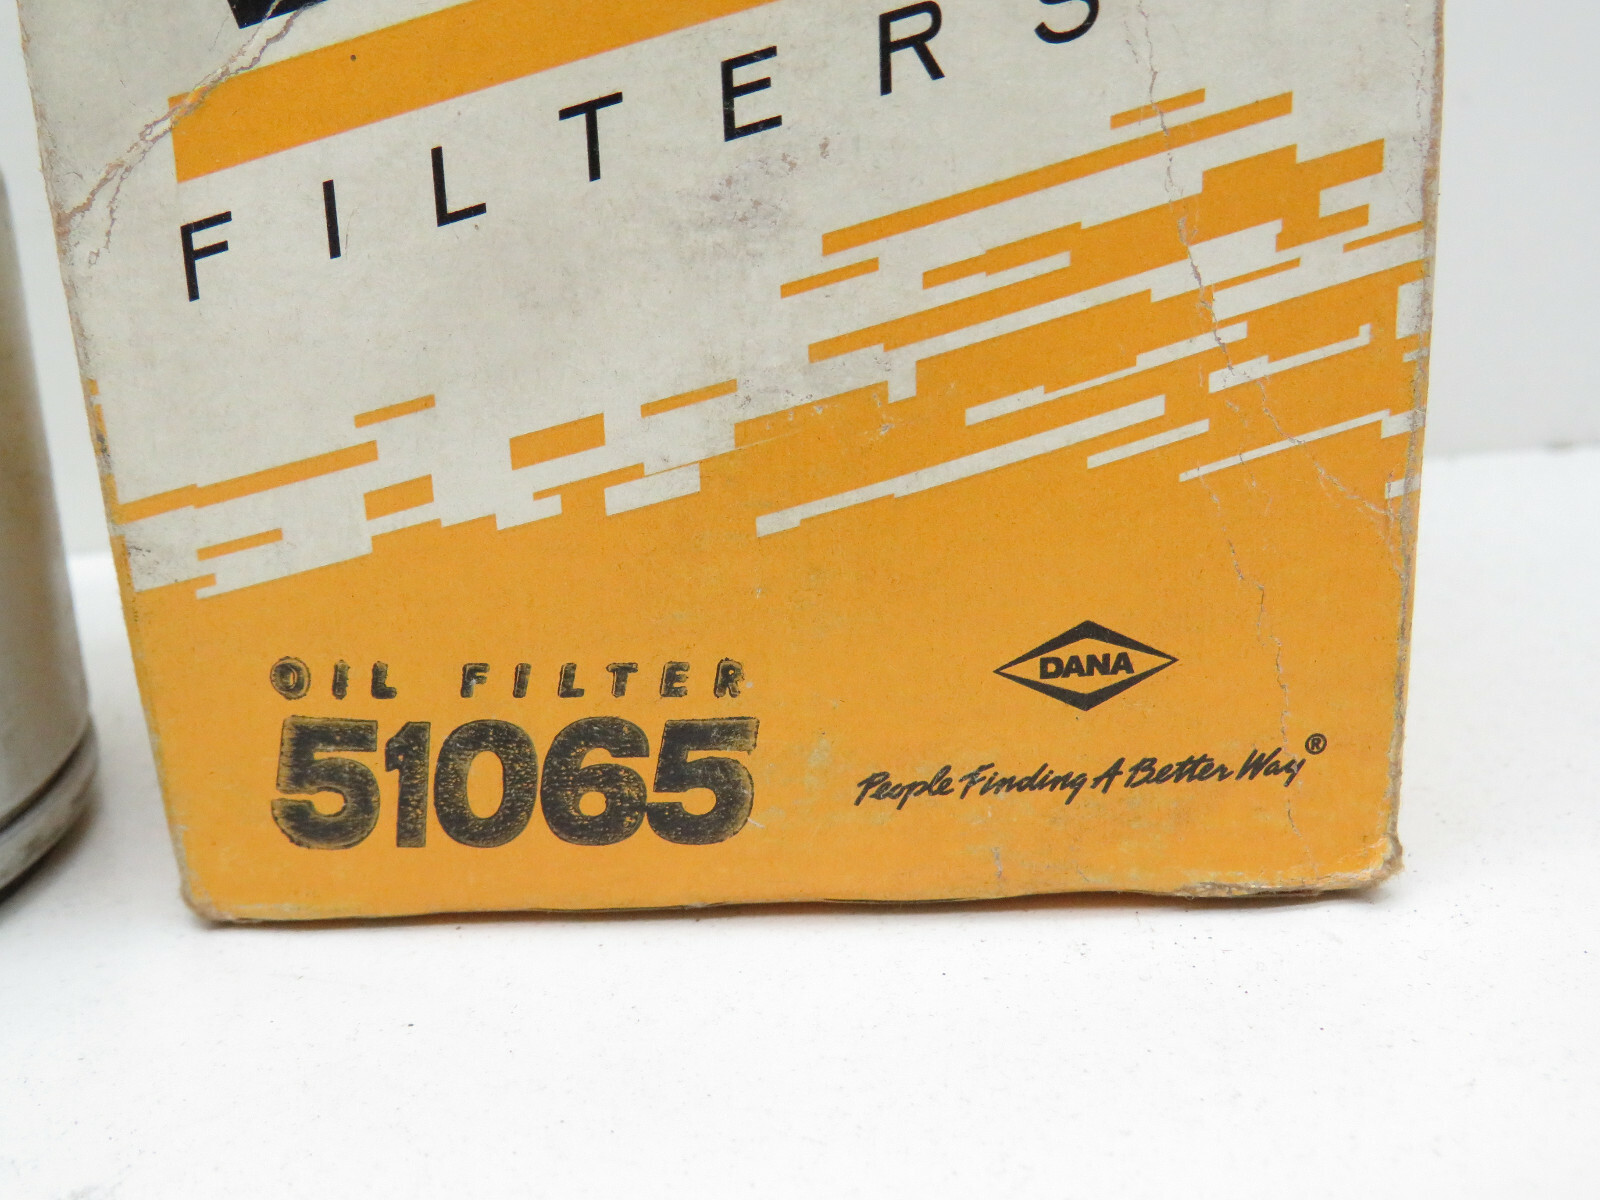 FILTERS
OIL FILTER
51065
DANA
People Finding A Better Way®